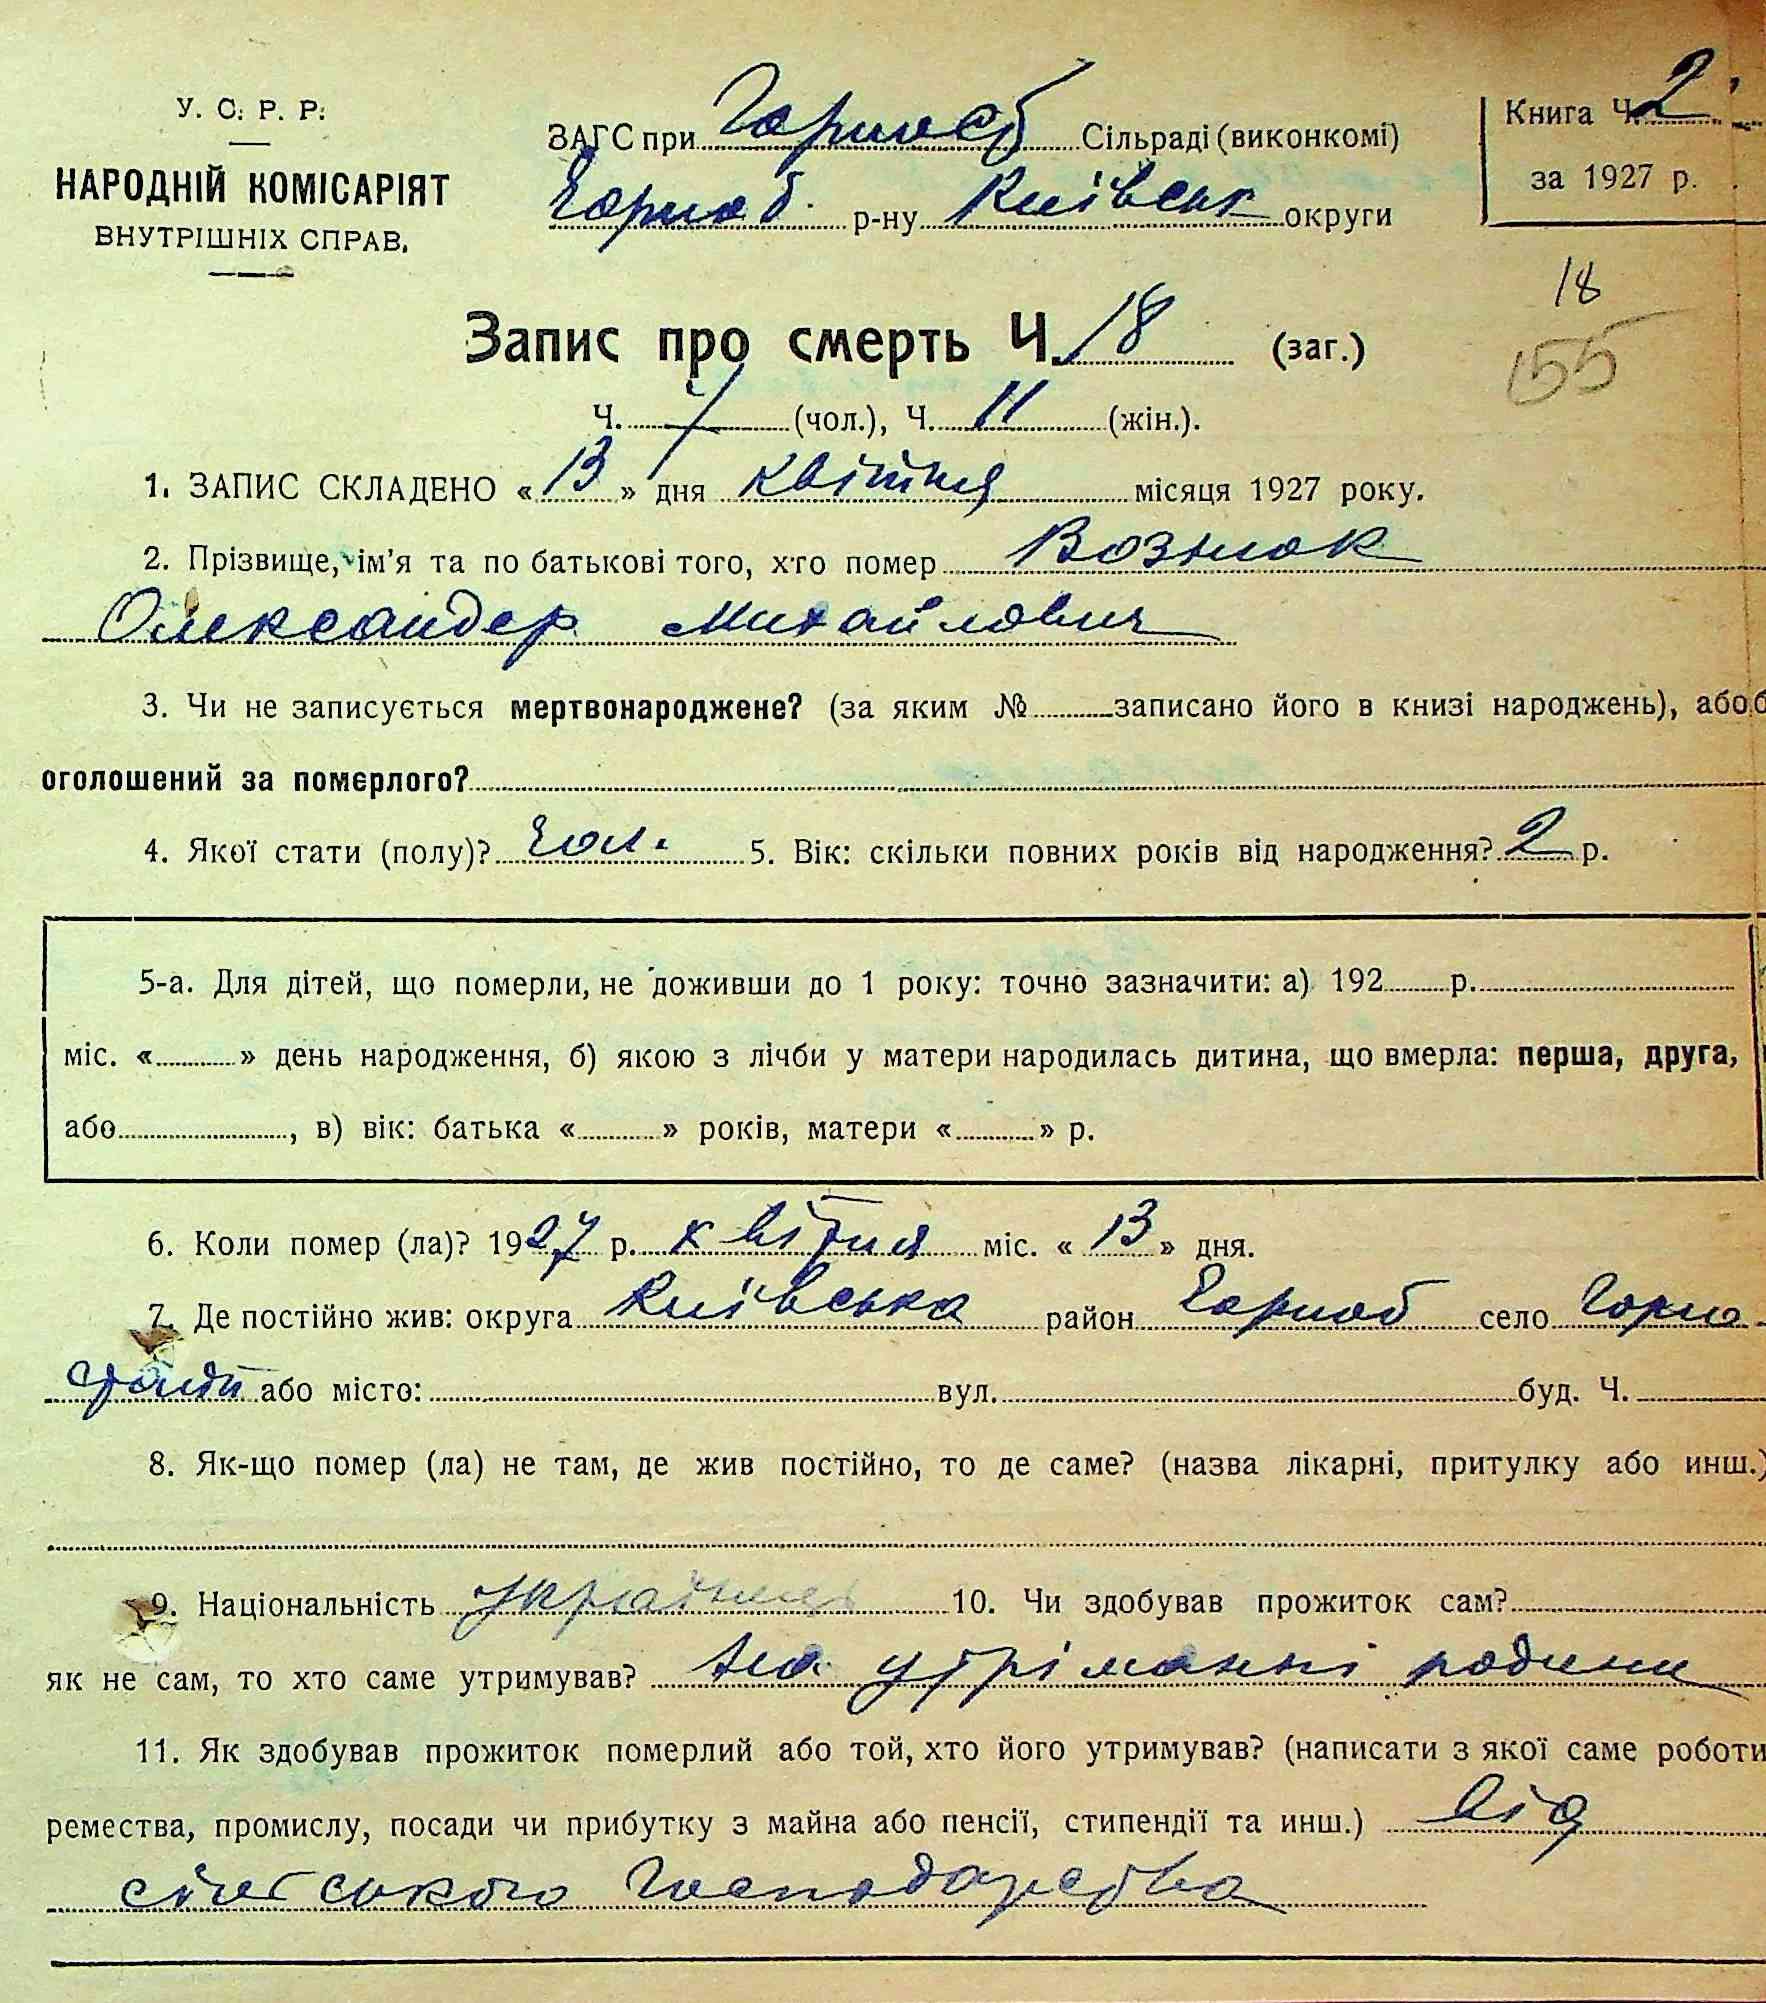 У. С. Р. Р.
НАРОДНІЙ КОМІСАРІЯТ
ВНУТРІШНІХ СПРАВ.
ЗАГС при Горност Сільраді (виконкомі)
Чорноб. р-ну Київськ округи
Книга Ч. 2
за 1927 р.
18
155
Запис про смерть Ч. 18 (заг.)
Ч. 7 (чол.), Ч. 11 (жін.).
1. ЗАПИС СКЛАДЕНО «13» дня квітня місяця 1927 року.
2. Прізвище, ім'я та по батькові того, хто помер Вознюк
Олександер Михайлович
3. Чи не записується мертвонароджене? (за яким № записано його в книзі народжень), або
оголошений за померлого?
4. Якої стати (полу)? Чол. 5. Вік: скільки повних років від народження? 2 р.
5-а. Для дітей, що померли, не доживши до 1 року: точно зазначити: а) 192 р.
міс. « » день народження, б) якою з лічби у матери народилась дитина, що вмерла: перша, друга,
або , в) вік: батька « » років, матери « » р.
6. Коли помер (ла)? 1927 р. квітня міс. «13» дня.
7. Де постійно жив: округа Київська район Чорноб село Горно-
стайпіль або місто: вул. буд. Ч.
8. Як-що помер (ла) не там, де жив постійно, то де саме? (назва лікарні, притулку або инш.)
9. Національність українець 10. Чи здобував прожиток сам?
як не сам, то хто саме утримував? на утріманні родини
11. Як здобував прожиток померлий або той, хто його утримував? (написати з якої саме роботи
ремества, промислу, посади чи прибутку з майна або пенсії, стипендії та инш.) від
сільського господарства